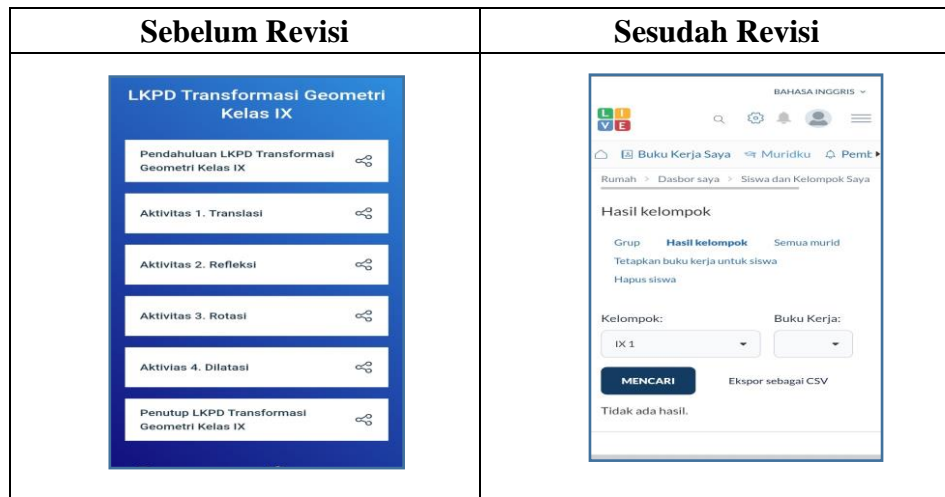 Sebelum Revisi
Sesudah Revisi
LKPD Transformasi Geometri
Kelas IX
Pendahuluan LKPD Transformasi
Geometri Kelas IX
Aktivitas 1. Translasi
Aktivitas 2. Refleksi
Aktivitas 3. Rotasi
Aktivias 4. Dilatasi
Penutup LKPD Transformasi
Geometri Kelas IX
BAHASA INGGRIS
L I
V E
Buku Kerja Saya Muridku Pemb
Rumah > Dasbor saya > Siswa dan Kelompok Saya
Hasil kelompok
Grup Hasil kelompok Semua murid
Tetapkan buku kerja untuk siswa
Hapus siswa
Kelompok: Buku Kerja:
IX 1
MENCARI Ekspor sebagai CSV
Tidak ada hasil.